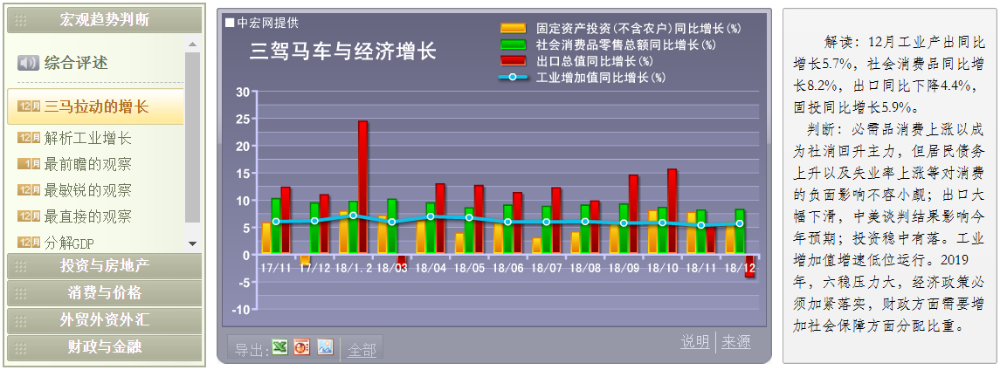 宏观趋势判断
综合评述
12月 三马拉动的增长
12月 解析工业增长
1月 最前瞻的观察
12月 最敏锐的观察
12月 最直接的观察
12月 分解GDP
投资与房地产
消费与价格
外贸外资外汇
财政与金融
中宏网提供
三驾马车与经济增长
固定资产投资(不含农户)同比增长(%)
社会消费品零售总额同比增长(%)
出口总值同比增长(%)
工业增加值同比增长(%)
30
25
20
15
10
5
0
-5
-10
17/11 17/12 18/1.2 18/03 18/04 18/05 18/06 18/07 18/08 18/09 18/10 18/11 18/12
导出: 全部
说明 来源
解读：12月工业产出同比
增长5.7%，社会消费品同比增
长8.2%，出口同比下降4.4%，
固投同比增长5.9%。
判断：必需品消费上涨以成
为社消回升主力，但居民债务
上升以及失业率上涨等对消费
的负面影响不容小觑；出口大
幅下滑，中美谈判结果影响今
年预期；投资稳中有落。工业
增加值增速低位运行。2019
年，六稳压力大，经济政策必
须加紧落实，财政方面需要增
加社会保障方面分配比重。